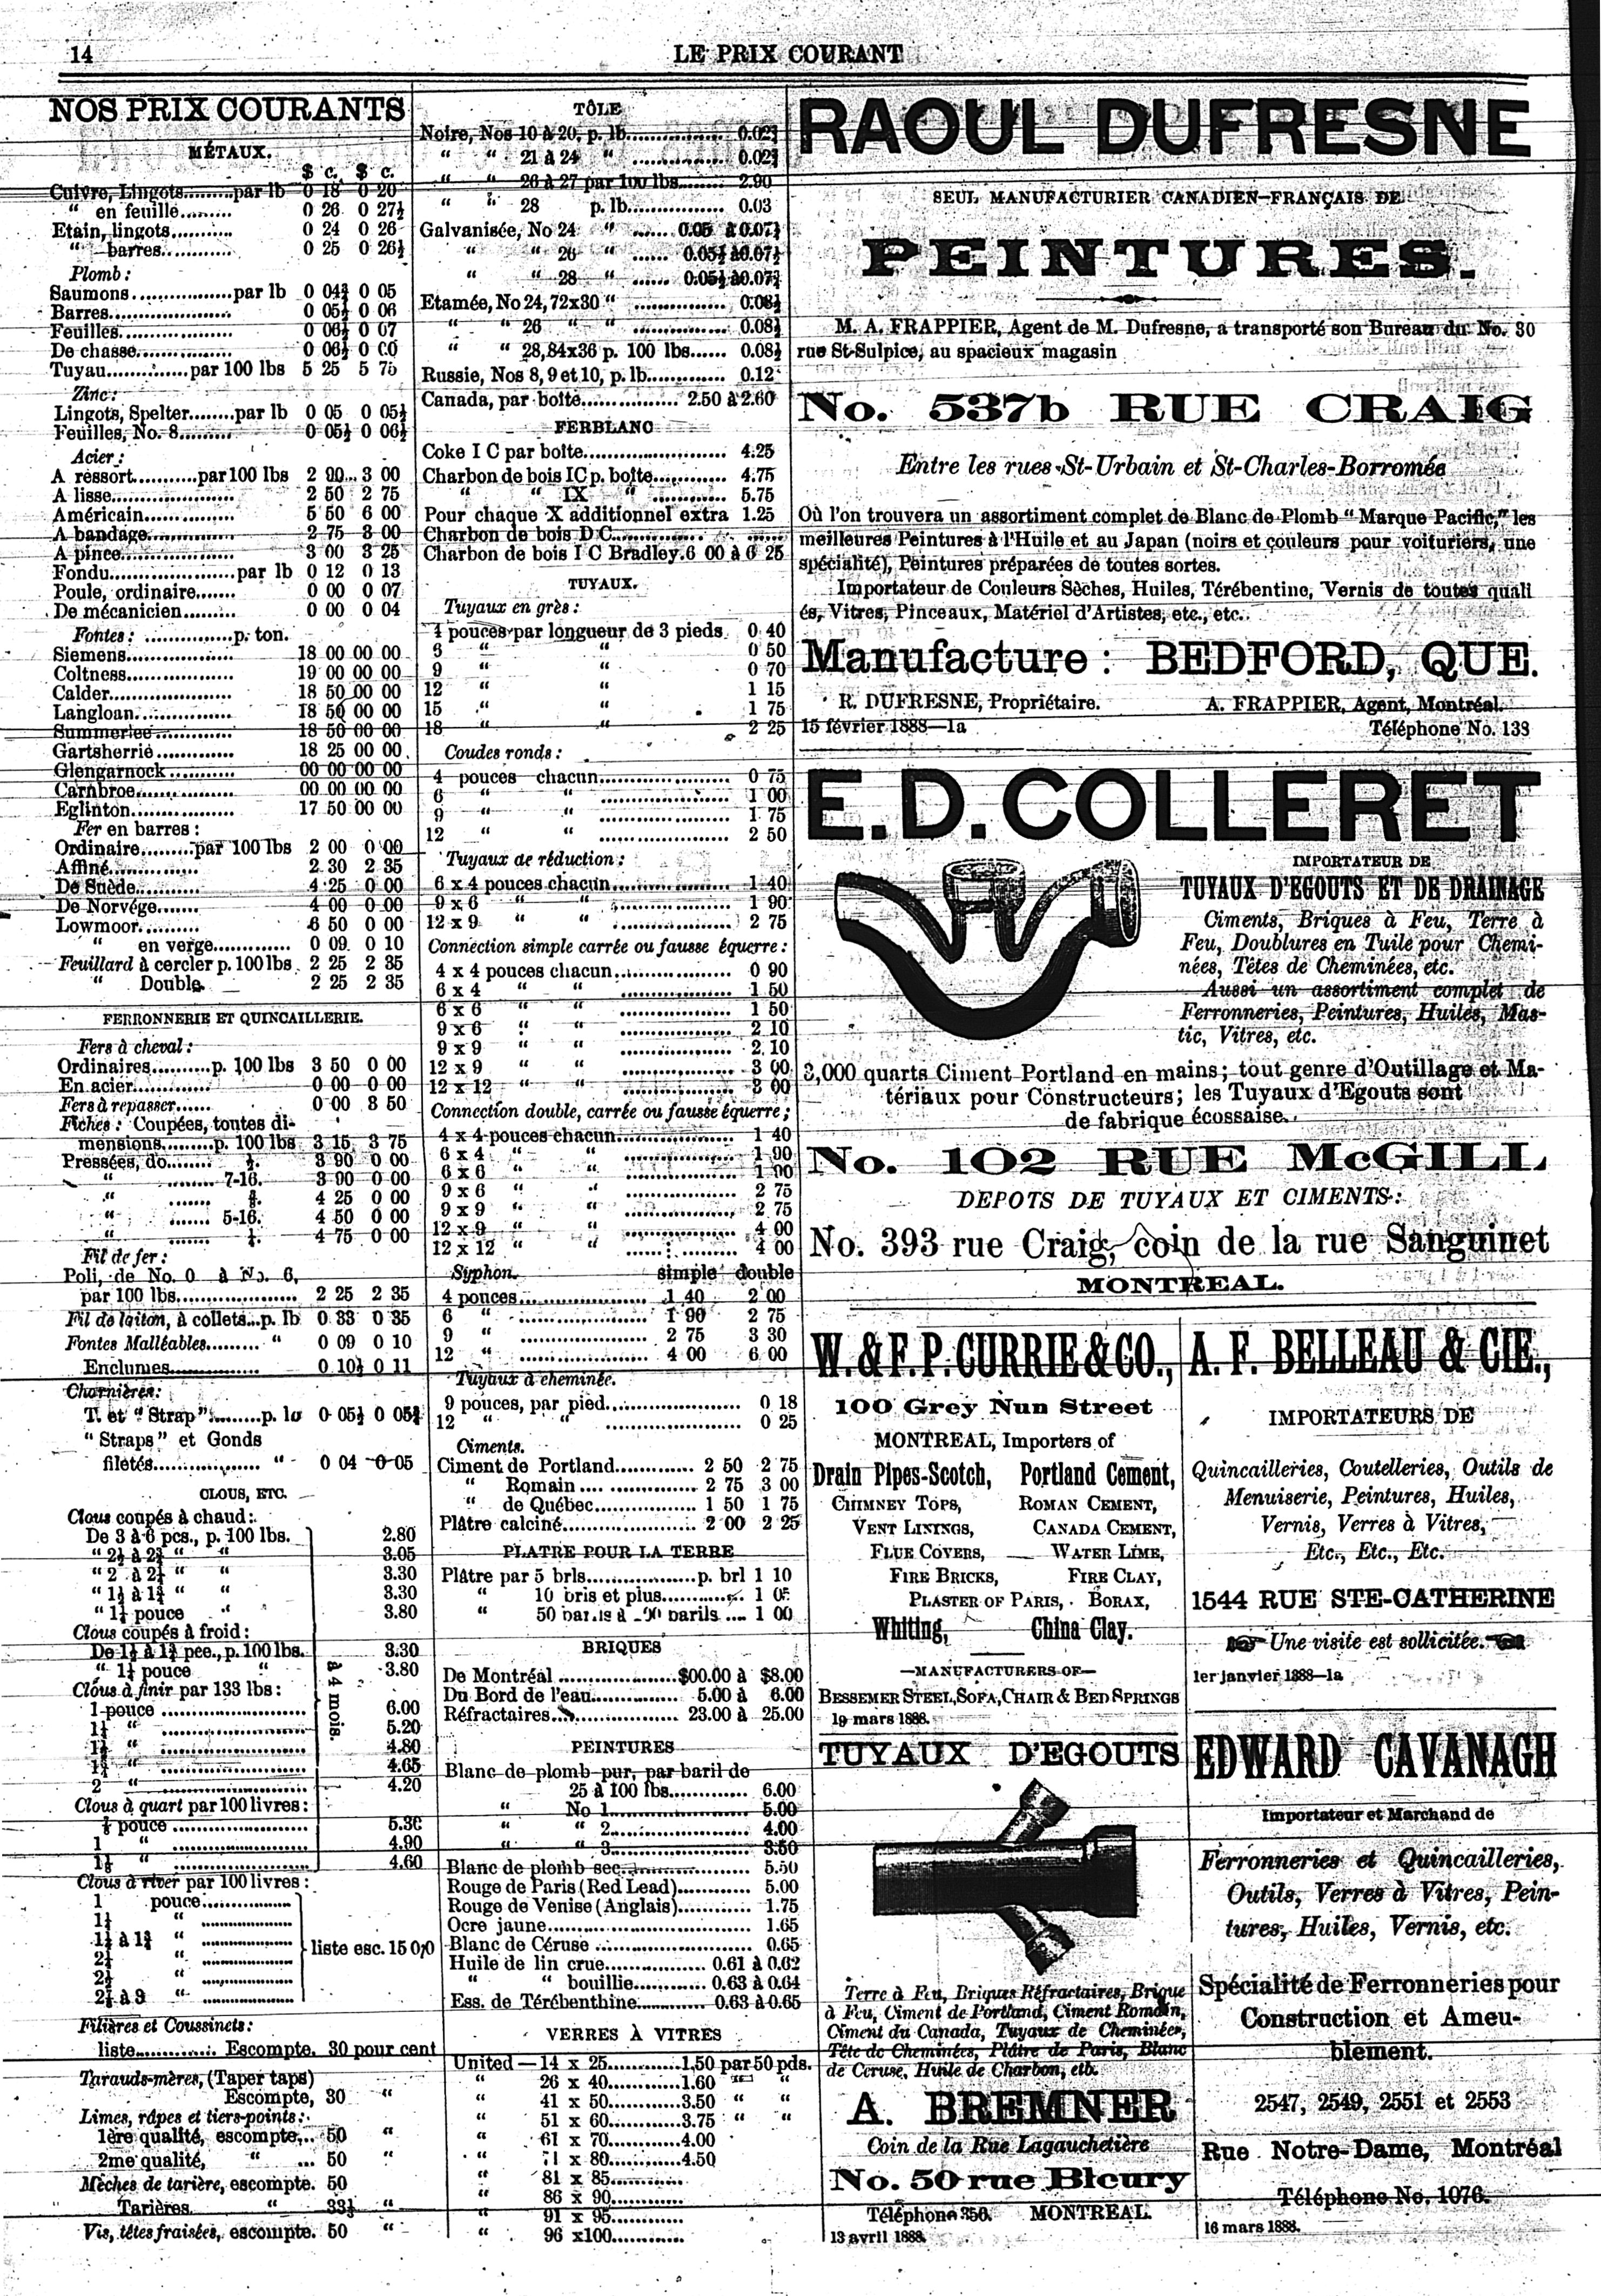 14
LE PRIX COURANT
NOS PRIX COURANTS
MÉTAUX.
$ c. $ c.
Cuivre, Lingots.........par lb 0 18 0 20
“ en feuille......... 0 26 0 27½
Etain, lingots........... 0 24 0 26
“ barres............ 0 25 0 26½
Plomb:
Saumons.................par lb 0 04¾ 0 05
Barres..................... 0 05½ 0 06
Feuilles................... 0 06½ 0 07
De chasse................ 0 06½ 0 00
Tuyau..............par 100 lbs 5 25 5 75
Zinc:
Lingots, Spelter........par lb 0 05 0 05½
Feuilles, No. 8......... 0 05½ 0 06½
Acier:
A ressort...........par 100 lbs 2 90...3 00
A lisse..................... 2 50 2 75
Américain............... 5 50 6 00
A bandage............... 2 75 3 00
A pince................... 3 00 3 25
Fondu......................par lb 0 12 0 13
Poule, ordinaire....... 0 00 0 07
De mécanicien......... 0 00 0 04
Fontes: ..............p. ton.
Siemens.................. 18 00 00 00
Coltness.................. 19 00 00 00
Calder..................... 18 50 00 00
Langloan................ 18 50 00 00
Summerlee............. 18 50 00 00
Gartsherrie............. 18 25 00 00
Glengarnock........... 00 00 00 00
Carnbroe................ 00 00 00 00
Eglinton.................. 17 50 00 00
Fer en barres:
Ordinaire.........par 100 lbs 2 00 0 00
Affiné............... 2.30 2 35
De Suède........... 4 25 0 00
De Norvége....... 4 00 0 00
Lowmoor.......... 6 50 0 00
“ en verge............. 0 09 0 10
Feuillard à cercler p. 100 lbs. 2 25 2 35
“ Double. 2 25 2 35
FERRONNERIE ET QUINCAILLERIE.
Fers à cheval:
Ordinaires..........p. 100 lbs 3 50 0 00
En acier............. 0 00 0 00
Fers à repasser...... 0 00 3 50
Fiches: Coupées, toutes di-
mensions.........p. 100 lbs 3 15 3 75
Pressées, do........ 3 90 0 00
“ ......... 7-16. 3 90 0 00
“ ....... 4 25 0 00
“ ....... 5-16. 4 50 0 00
“ ....... ¼. 4 75 0 00
Fil de fer:
Poli, de No. 0 à No. 6,
par 100 lbs..................... 2 25 2 35
Fil de laiton, à collets...p. lb 0 33 0 35
Fontes Malléables......... “ 0 09 0 10
Enclumes................... 0 10½ 0 11
Charnières:
T. et “ Strap”..........p. lb 0 05½ 0 05¾
“ Straps” et Gonds
filetés................... “ 0 04 0 05
CLOUS, ETC.
Clous coupés à chaud:
De 3 à 6 pcs., p. 100 lbs. 2.80
“ 2½ à 2¾ “ “ 3.05
“ 2 à 2¼ “ “ 3.30
“ 1½ à 1¾ “ “ 3.30
“ 1¼ pouce “ 3.80
Clous coupés à froid:
De 1½ à 1¾ pce., p. 100 lbs. 3.30
“ 1¼ pouce “ 3.80
à 4 mois.
Clous à finir par 133 lbs:
1 pouce ........................... 6.00
1¼ “ ........................... 5.20
1½ “ ........................... 4.80
1¾ “ ........................... 4.65
2 “ ........................... 4.20
Clous à quart par 100 livres:
pouce ......................... 5.30
1 “ ......................... 4.90
“ ......................... 4.60
Clous à river par 100 livres:
1 pouce.................
1¼ “ .................
1½ à 1¾ “ .................
liste esc. 15 0/0
2¼ “ .................
2½ “ .................
2½ à 3 “ .................
Filières et Coussinets:
liste............. Escompte. 30 pour cent
Tarauds-mères, (Taper taps)
Escompte, 30 “
Limes, râpes et tiers-points:
1ère qualité, escompte,.. 50 “
2me qualité, “ ... 50 “
Mèches de tarière, escompte. 50
Tarières “ 33½ “
Vis, têtes fraisées, escompte. 50 “
TÔLE
Noire, Nos 10 à 20, p. lb................ 0.02¾
“ “ 21 à 24 “ ............... 0.02¾
“ “ 26 à 27 par 100 lbs........ 2.90
“ “ 28 p. lb................. 0.03
Galvanisée, No 24 “ ...... 0.05 à 0.07½
“ “ 26 “ ...... 0.05½ à 0.07½
“ “ 28 “ ...... 0.05½ à 0.07¾
Etamée, No 24, 72x30 “ ............... 0.08½
“ “ 26 “ “ ............... 0.08½
“ “ 28, 84x36 p. 100 lbs...... 0.08½
Russie, Nos 8, 9 et 10, p. lb............. 0.12
Canada, par boîte................ 2.50 à 2.60
FERBLANC
Coke I C par boîte....................... 4.25
Charbon de bois IC p. boîte............ 4.75
“ “ IX “ ............ 5.75
Pour chaque X additionnel extra 1.25
Charbon de bois D C...................
Charbon de bois I C Bradley. 6 00 à 6 25
TUYAUX.
Tuyaux en grès:
4 pouces par longueur de 3 pieds 0 40
6 “ “ 0 50
9 “ “ 0 70
12 “ “ 1 15
15 “ “ 1 75
18 “ “ 2 25
Coudes ronds:
4 pouces chacun....................... 0 75
6 “ “ ....................... 1 00
9 “ “ ....................... 1 75
12 “ “ ....................... 2 50
Tuyaux de réduction:
6 x 4 pouces chacun..................... 1 40
9 x 6 “ “ ..................... 1 90
12 x 9 “ “ ..................... 2 75
Connection simple carrée ou fausse équerre:
4 x 4 pouces chacun.................... 0 90
6 x 4 “ “ .................... 1 50
6 x 6 “ “ .................... 1 50
9 x 6 “ “ .................... 2 10
9 x 9 “ “ .................... 2.10
12 x 9 “ “ .................... 3 00
12 x 12 “ “ .................... 3 00
Connection double, carrée ou fausse équerre;
4 x 4 pouces chacun.................... 1 40
6 x 4 “ “ .................... 1 90
6 x 6 “ “ .................... 1 90
9 x 6 “ “ .................... 2 75
9 x 9 “ “ .................... 2 75
12 x 9 “ “ .................... 4 00
12 x 12 “ “ .................... 4 00
Syphon. simple double
4 pouces....................... 1 40 2 00
6 “ ....................... 1 90 2 75
9 “ ....................... 2 75 3 30
12 “ ....................... 4 00 6 00
Tuyaux à cheminée.
9 pouces, par pied....................... 0 18
12 “ “ ....................... 0 25
Ciments.
Ciment de Portland............. 2 50 2 75
“ Romain .... ............... 2 75 3 00
“ de Québec................. 1 50 1 75
Plâtre calciné....................... 2 00 2 25
PLATRE POUR LA TERRE
Plâtre par 5 brls...................p. brl 1 10
“ 10 bris et plus............. 1 05
“ 50 barils à barils .... 1 00
BRIQUES
De Montréal ....................$00.00 à $8.00
Du Bord de l'eau............... 5.00 à 6.00
Réfractaires..................... 23.00 à 25.00
PEINTURES
Blanc de plomb pur, par baril de
25 à 100 lbs............. 6.00
“ No 1....................... 5.00
“ “ 2....................... 4.00
“ “ 3....................... 3.50
Blanc de plomb sec..................... 5.50
Rouge de Paris (Red Lead)............ 5.00
Rouge de Venise (Anglais)............ 1.75
Ocre jaune................................. 1.65
Blanc de Céruse ......................... 0.65
Huile de lin crue................. 0.61 à 0.62
“ “ bouillie............ 0.63 à 0.64
Ess. de Térébenthine........... 0.63 à 0.65
VERRES À VITRES
United — 14 x 25............1,50 par 50 pds.
“ 26 x 40............1.60 “ “
“ 41 x 50............3.50 “ “
“ 51 x 60............3.75 “ “
“ 61 x 70............4.00
“ 71 x 80............4.50
“ 81 x 85............
“ 86 x 90............
“ 91 x 95............
“ 96 x100............
RAOUL DUFRESNE
SEUL MANUFACTURIER CANADIEN-FRANÇAIS DE
PEINTURES.
M. A. FRAPPIER, Agent de M. Dufresne, a transporté son Bureau du No. 30
rue St-Sulpice, au spacieux magasin
No. 537b RUE CRAIG
Entre les rues St-Urbain et St-Charles-Borromée
Où l'on trouvera un assortiment complet de Blanc de Plomb “ Marque Pacific,” les
meilleures Peintures à l'Huile et au Japan (noirs et couleurs pour voituriers, une
spécialité), Peintures préparées de toutes sortes.
Importateur de Couleurs Sèches, Huiles, Térébentine, Vernis de toutes quali
és, Vitres, Pinceaux, Matériel d'Artistes, etc., etc.
Manufacture: BEDFORD, QUE.
R. DUFRESNE, Propriétaire. A. FRAPPIER, Agent, Montréal.
15 février 1888—1a Téléphone No. 138
E. D. COLLERET
IMPORTATEUR DE
TUYAUX D'EGOUTS ET DE DRAINAGE
Ciments, Briques à Feu, Terre à
Feu, Doublures en Tuile pour Chemi-
nées, Têtes de Cheminées, etc.
Aussi un assortiment complet de
Ferronneries, Peintures, Huiles, Mas-
tic, Vitres, etc.
3,000 quarts Ciment Portland en mains; tout genre d'Outillage et Ma-
tériaux pour Constructeurs; les Tuyaux d'Egouts sont
de fabrique écossaise.
No. 102 RUE McGILL
DEPOTS DE TUYAUX ET CIMENTS:
No. 393 rue Craig, coin de la rue Sanguinet
MONTREAL.
W. & F. P. CURRIE & CO.,
100 Grey Nun Street
MONTREAL, Importers of
Drain Pipes-Scotch, Portland Cement,
CHIMNEY TOPS, ROMAN CEMENT,
VENT LININGS, CANADA CEMENT,
FLUE COVERS, WATER LIME,
FIRE BRICKS, FIRE CLAY,
PLASTER OF PARIS, BORAX,
Whiting, China Clay.
—MANUFACTURERS OF—
BESSEMER STEEL, SOFA, CHAIR & BED SPRINGS
19 mars 1888.
TUYAUX D'EGOUTS
Terre à Feu, Briques Réfractaires, Brique
à Feu, Ciment de Portland, Ciment Romain,
Ciment du Canada, Tuyaux de Cheminées,
Tête de Cheminées, Plâtre de Paris, Blanc
de Ceruse, Huile de Charbon, etc.
A. BREMNER
Coin de la Rue Lagauchetière
No. 50 rue Bleury
Téléphone 356. MONTREAL.
13 avril 1888.
A. F. BELLEAU & CIE.,
IMPORTATEURS DE
Quincailleries, Coutelleries, Outils de
Menuiserie, Peintures, Huiles,
Vernis, Verres à Vitres,
Etc., Etc., Etc.
1544 RUE STE-CATHERINE
Une visite est sollicitée.
1er janvier 1888—1a
EDWARD CAVANAGH
Importateur et Marchand de
Ferronneries et Quincailleries,
Outils, Verres à Vitres, Pein-
tures, Huiles, Vernis, etc.
Spécialité de Ferronneries pour
Construction et Ameu-
blement.
2547, 2549, 2551 et 2553
Rue Notre-Dame, Montréal
Téléphone No. 1076.
16 mars 1888.